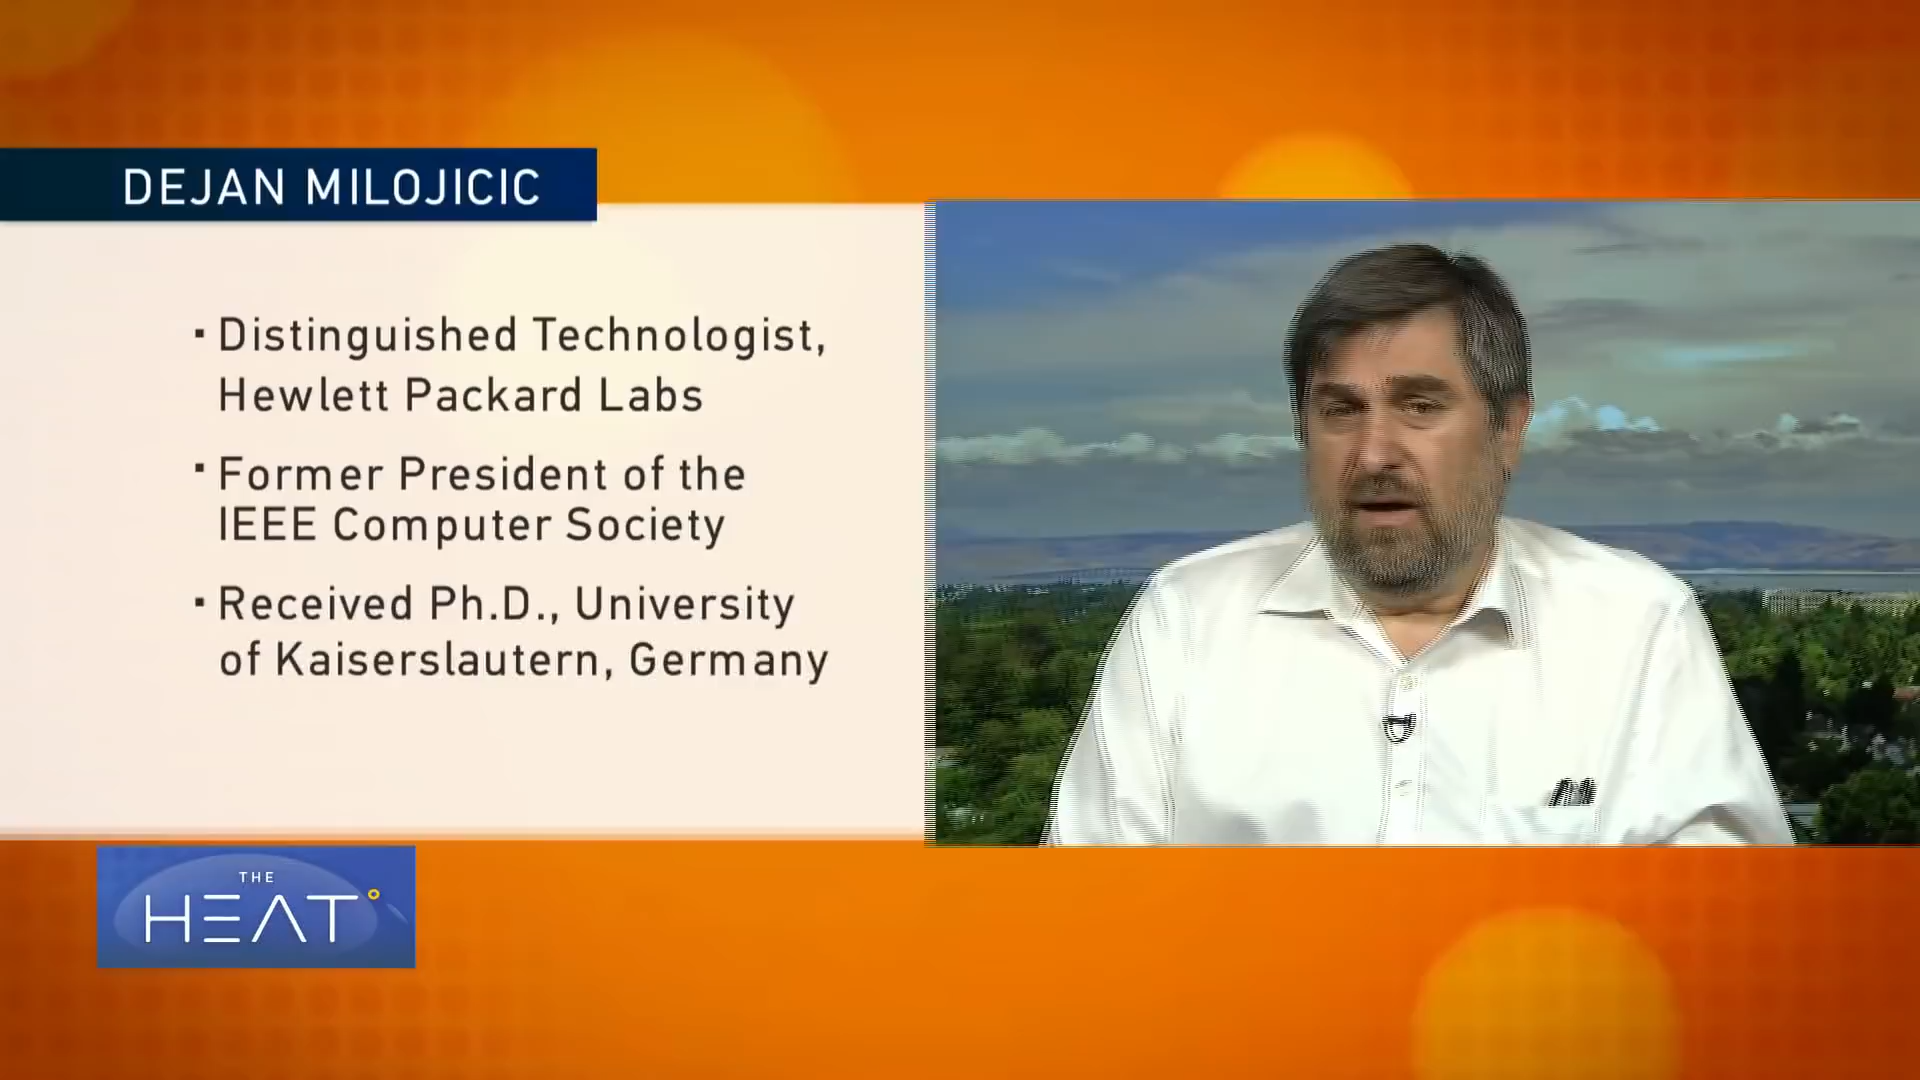 DEJAN MILOJICIC
▪ Distinguished Technologist,
Hewlett Packard Labs
▪ Former President of the
IEEE Computer Society
▪ Received Ph.D., University
of Kaiserslautern, Germany
THE
HEAT°